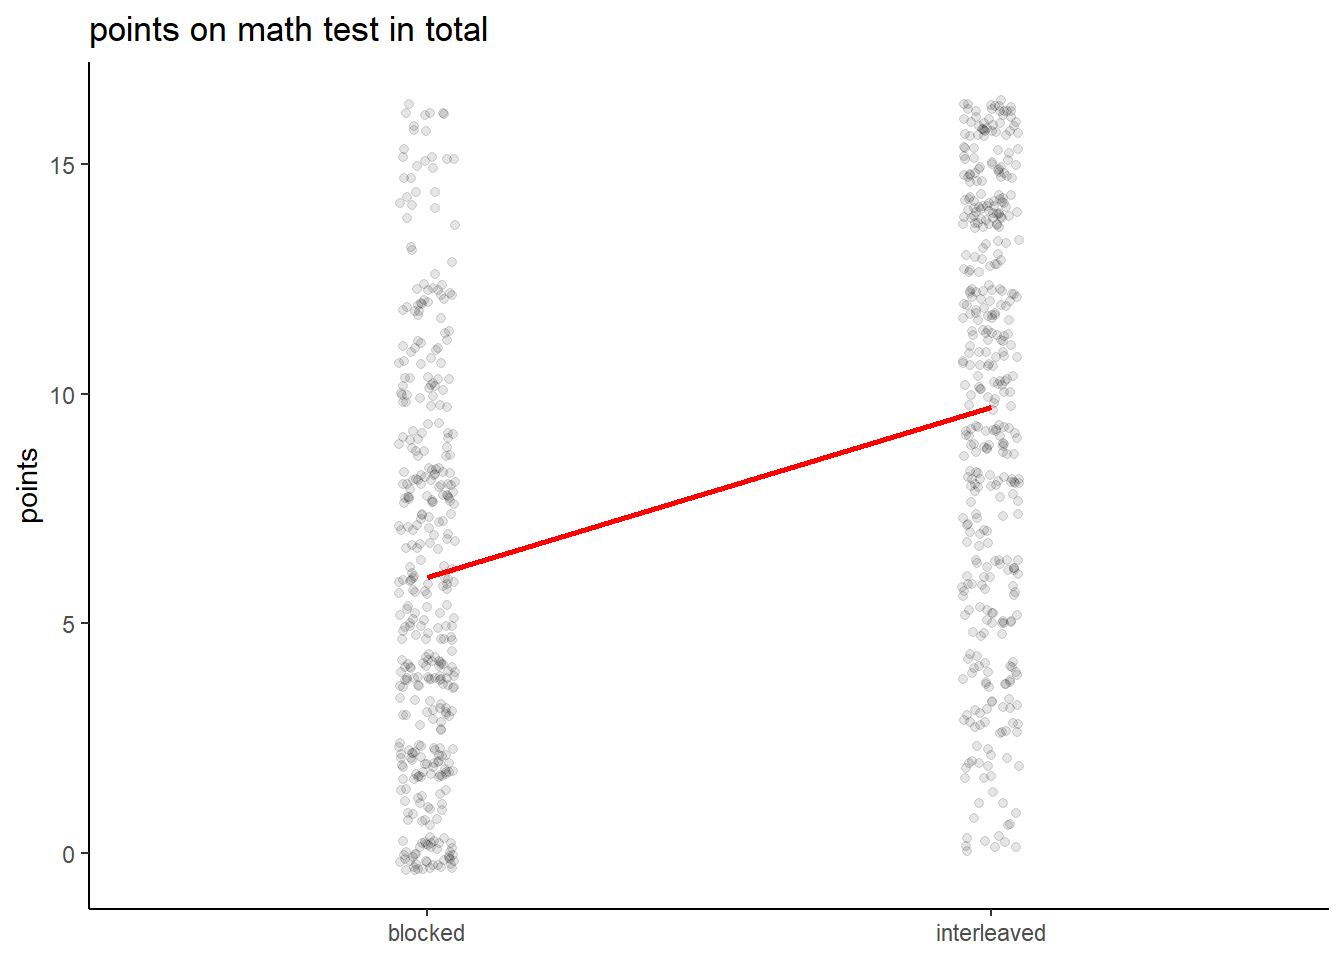 points on math test in total
15
10
5
0
points
blocked
interleaved